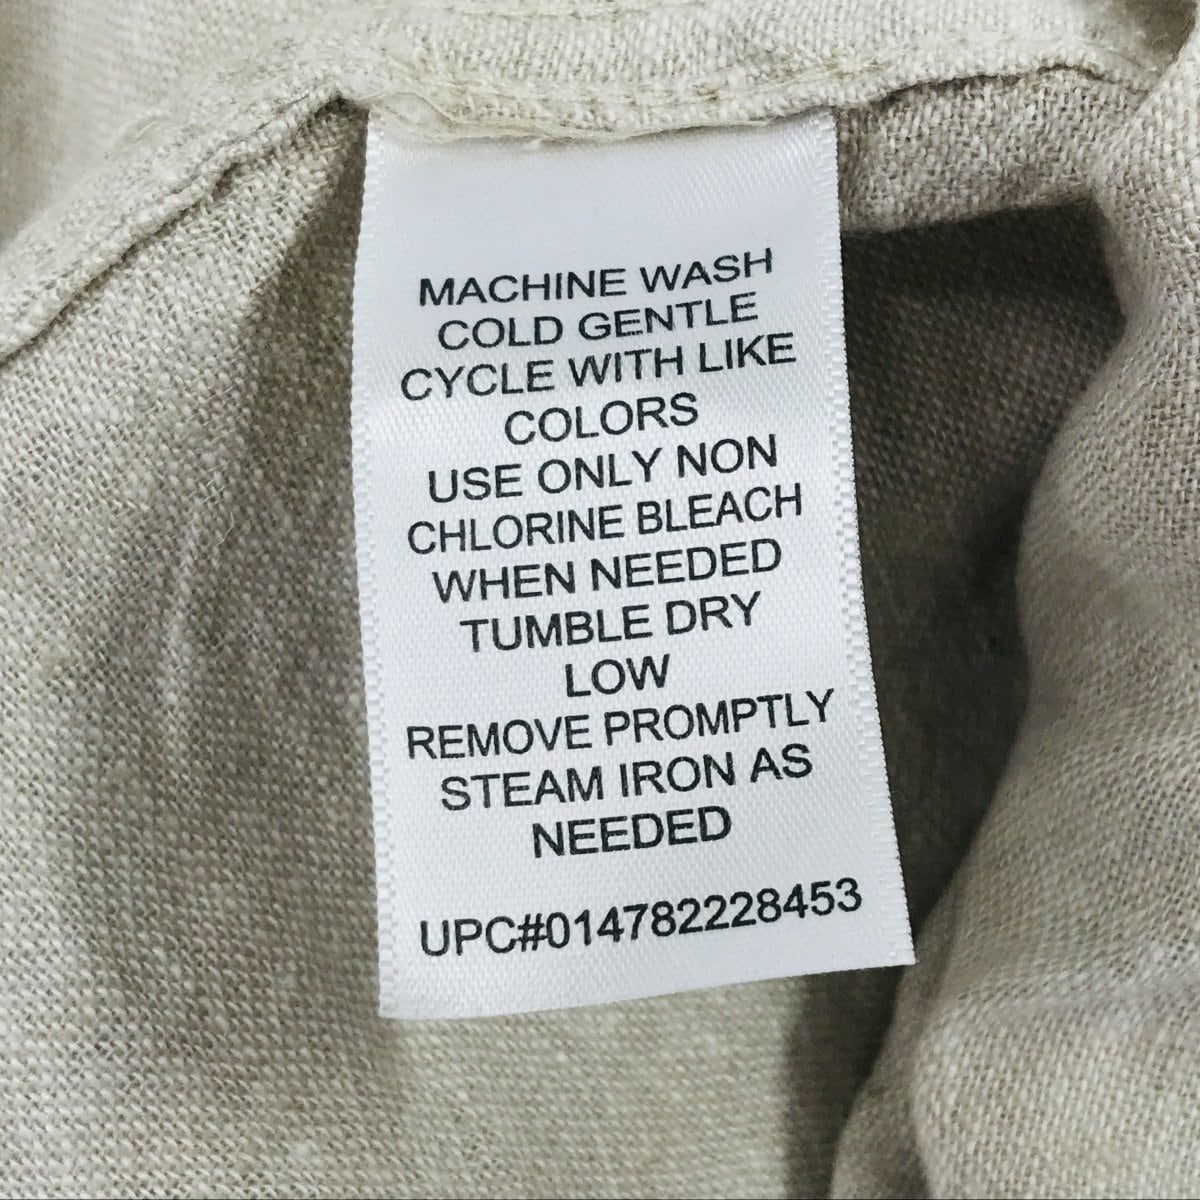 MACHINE WASH
COLD GENTLE
CYCLE WITH LIKE
COLORS
USE ONLY NON
CHLORINE BLEACH
WHEN NEEDED
TUMBLE DRY
LOW
REMOVE PROMPTLY
STEAM IRON AS
NEEDED
UPC#014782228453